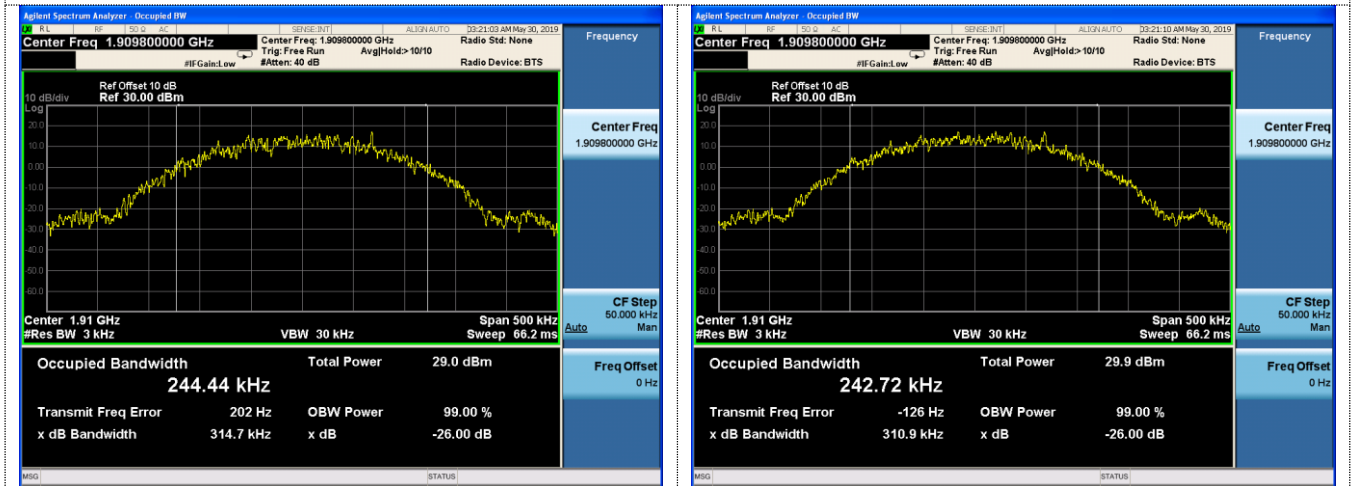 Agilent Spectrum Analyzer - Occupied BW
RL RF 50 Ω AC SENSE:INT ALIGN AUTO 03:21:03 AM May 30, 2019
Center Freq 1.909800000 GHz
Center Freq: 1.909800000 GHz Radio Std: None
Trig: Free Run Avg|Hold:> 10/10
#IFGain:Low #Atten: 40 dB Radio Device: BTS
Ref Offset 10 dB
10 dB/div Ref 30.00 dBm
Log
20.0
10.0
0.00
-10.0
-20.0
-30.0
-40.0
-50.0
-60.0
Center 1.91 GHz Span 500 kHz
#Res BW 3 kHz VBW 30 kHz Sweep 66.2 ms
Occupied Bandwidth Total Power 29.0 dBm
244.44 kHz
Transmit Freq Error 202 Hz OBW Power 99.00 %
x dB Bandwidth 314.7 kHz x dB -26.00 dB
MSG STATUS
Frequency
Center Freq
1.909800000 GHz
CF Step
50.000 kHz
Auto Man
Freq Offset
0 Hz
Agilent Spectrum Analyzer - Occupied BW
RL RF 50 Ω AC SENSE:INT ALIGN AUTO 03:21:10 AM May 30, 2019
Center Freq 1.909800000 GHz
Center Freq: 1.909800000 GHz Radio Std: None
Trig: Free Run Avg|Hold:> 10/10
#IFGain:Low #Atten: 40 dB Radio Device: BTS
Ref Offset 10 dB
10 dB/div Ref 30.00 dBm
Log
20.0
10.0
0.00
-10.0
-20.0
-30.0
-40.0
-50.0
-60.0
Center 1.91 GHz Span 500 kHz
#Res BW 3 kHz VBW 30 kHz Sweep 66.2 ms
Occupied Bandwidth Total Power 29.9 dBm
242.72 kHz
Transmit Freq Error -126 Hz OBW Power 99.00 %
x dB Bandwidth 310.9 kHz x dB -26.00 dB
MSG STATUS
Frequency
Center Freq
1.909800000 GHz
CF Step
50.000 kHz
Auto Man
Freq Offset
0 Hz